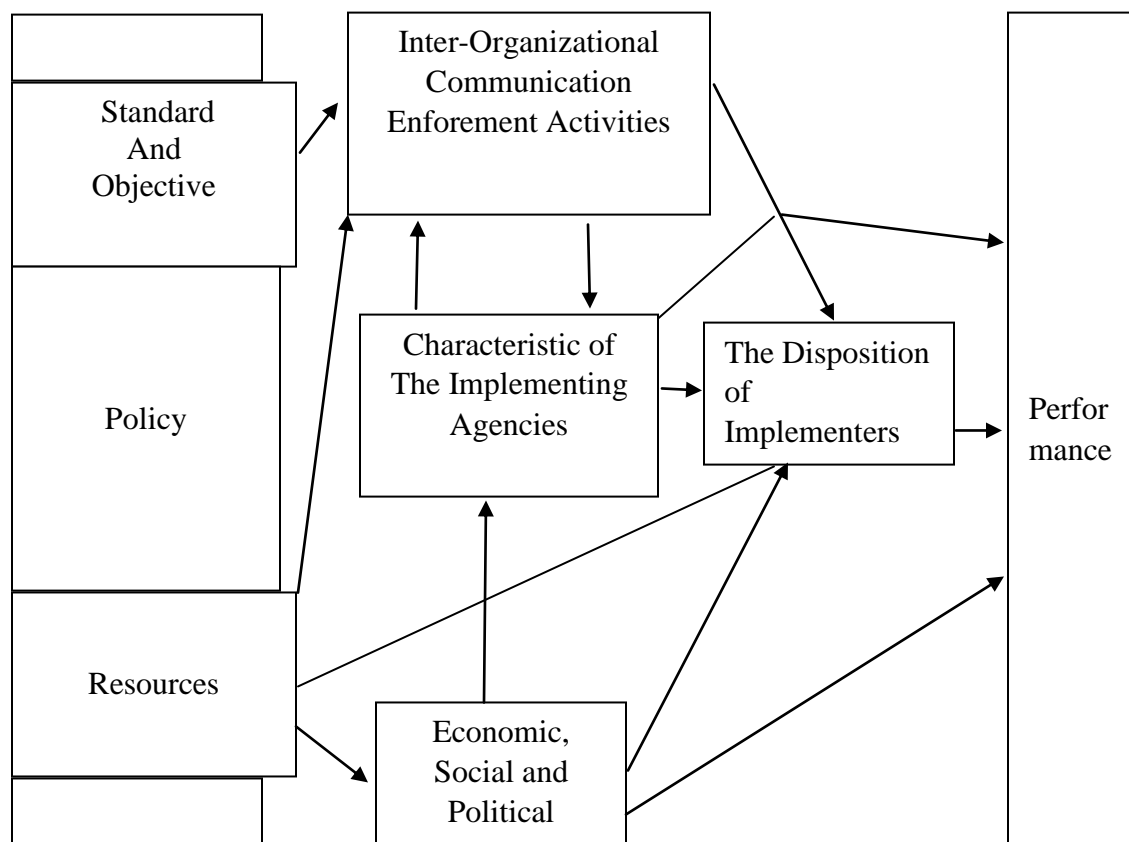 Inter-Organizational
Communication
Enforement Activities
Standard
And
Objective
Characteristic of
The Implementing
Agencies
The Disposition
of
Implementers
Policy
Perfor
mance
Resources
Economic,
Social and
Political